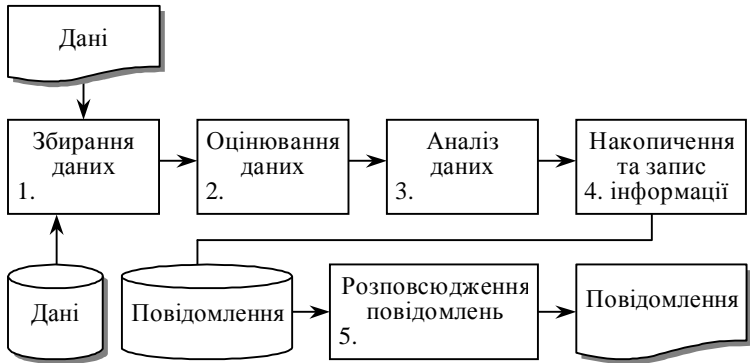 Дані
Збирання
даних
1.
Оцінювання
даних
2.
Аналіз
даних
3.
Накопичення
та запис
4. інформації
Дані
Повідомлення
Розповсюдження
повідомлень
5.
Повідомлення